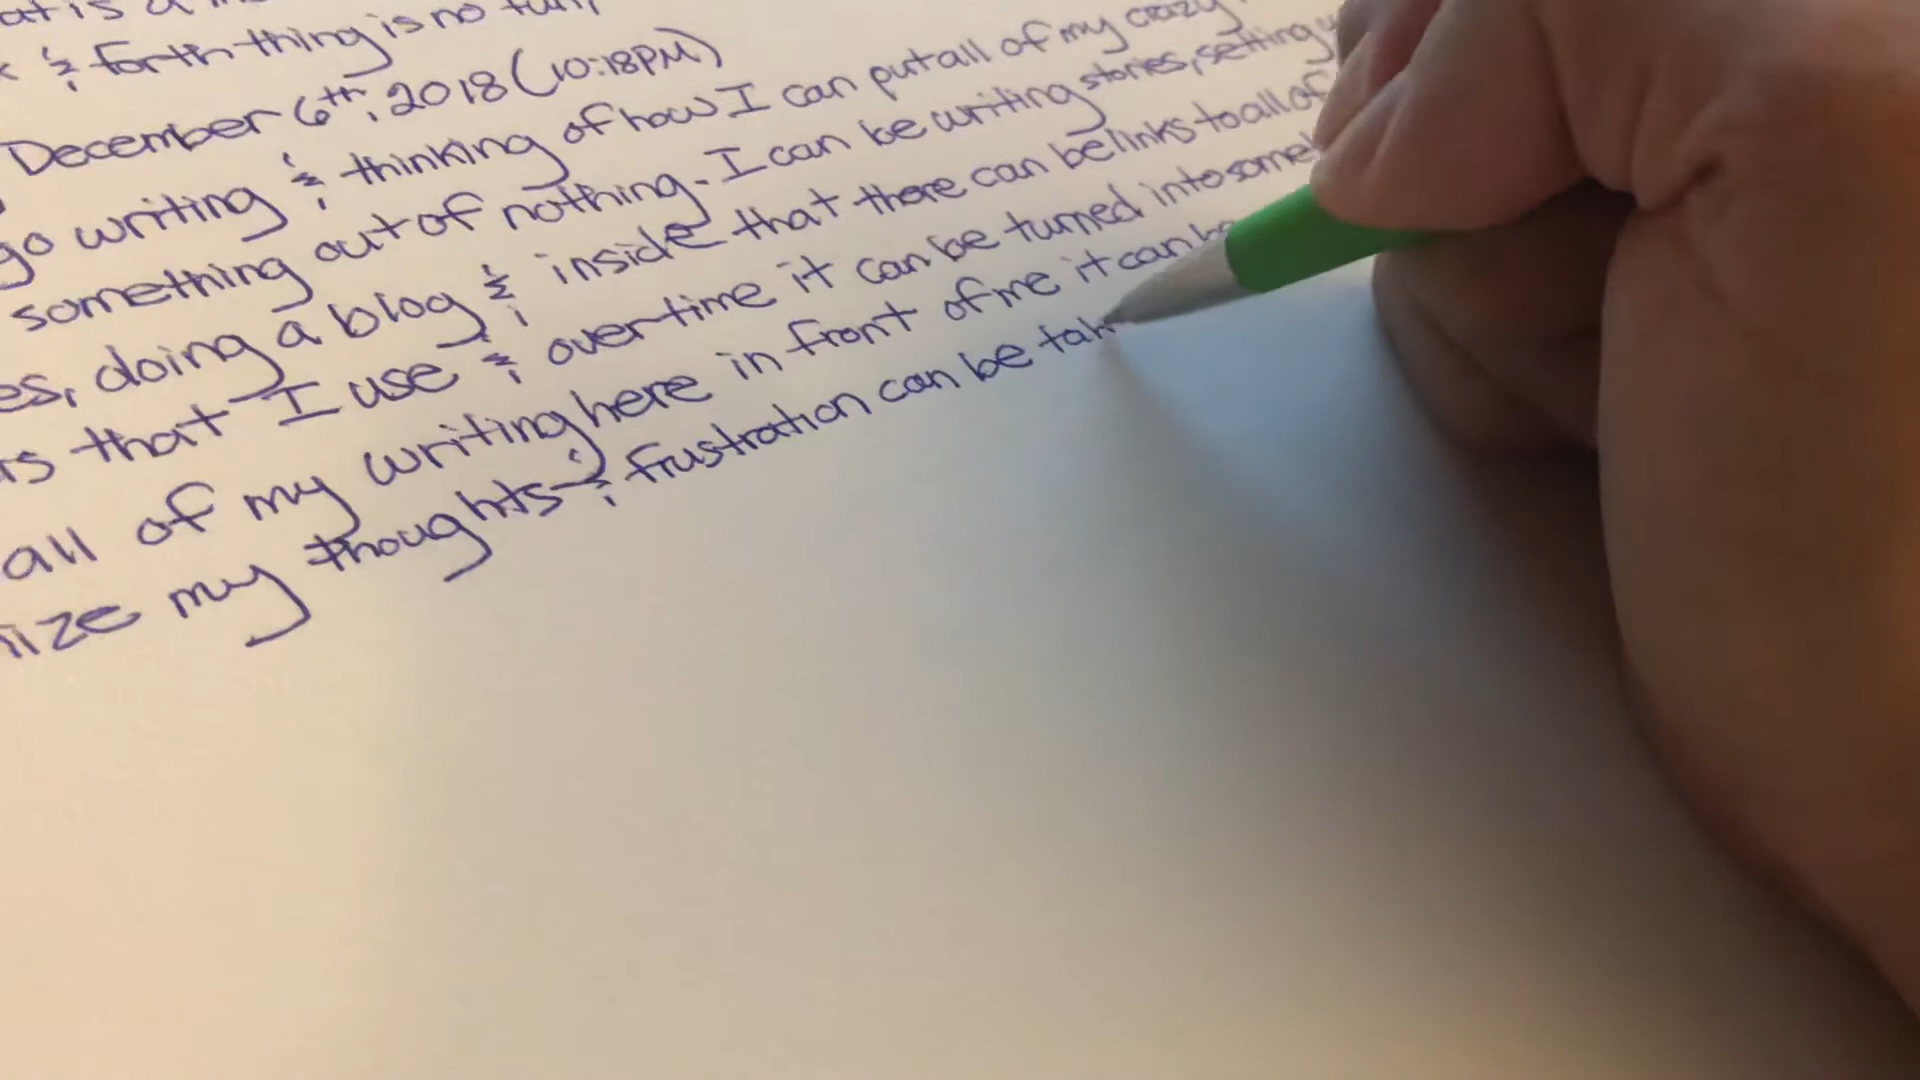 is a
& forth thing is no fun,
December 6th, 2018 (10:18PM)
go writing & thinking of how I can put all of my crazy
something out of nothing. I can be writing stories, setting
es, doing a blog & inside that there can be links to all of
rs that I use & overtime it can be turned into some
all of my writing here in front of me it can be
ize my thoughts & frustration can be tak